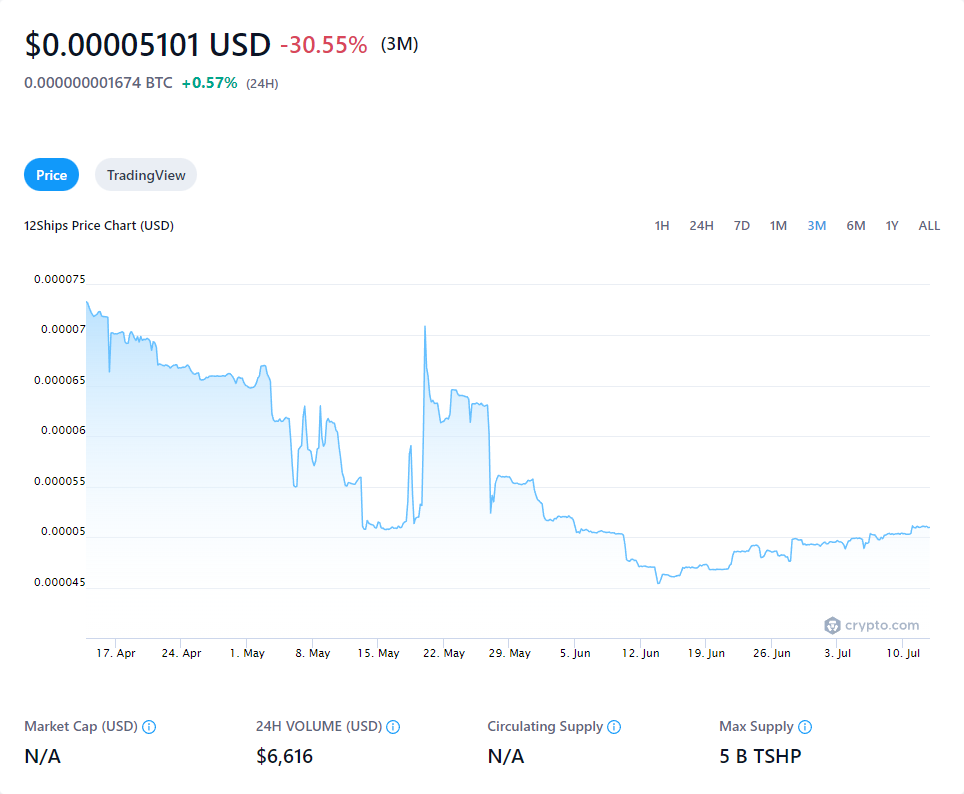 $0.00005101 USD -30.55% (3M)
0.000000001674 BTC +0.57% (24H)
Price TradingView
12Ships Price Chart (USD) 1H 24H 7D 1M 3M 6M 1Y ALL
0.000075
0.00007
0.000065
0.00006
0.000055
0.00005
0.000045
crypto.com
17. Apr 24. Apr 1. May 8. May 15. May 22. May 29. May 5. Jun 12. Jun 19. Jun 26. Jun 3. Jul 10. Jul
Market Cap (USD) 24H VOLUME (USD) Circulating Supply Max Supply
N/A $6,616 N/A 5 B TSHP